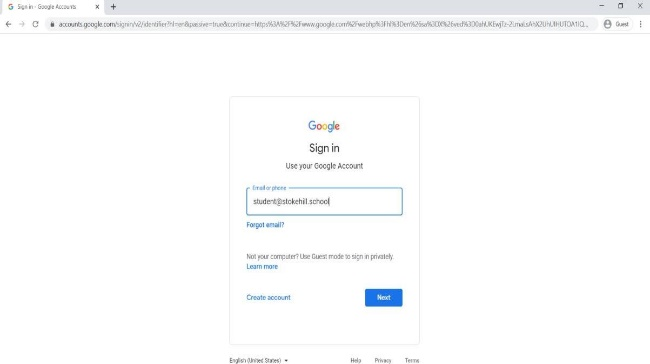 Sign in - Google Accounts
accounts.google.com/signin/v2/identifier?hl=en&passive=true&continue=https%3A%2F%2Fwww.google.com%2Fwebhp%3Fhl%3Den%26sa%3DX%26ved%3D0ahUKEwj
Guest
Google
Sign in
Use your Google Account
Email or phone
student@stokehill.school
Forgot email?
Not your computer? Use Guest mode to sign in privately.
Learn more
Create account
Next
English (United States)
Help Privacy Terms